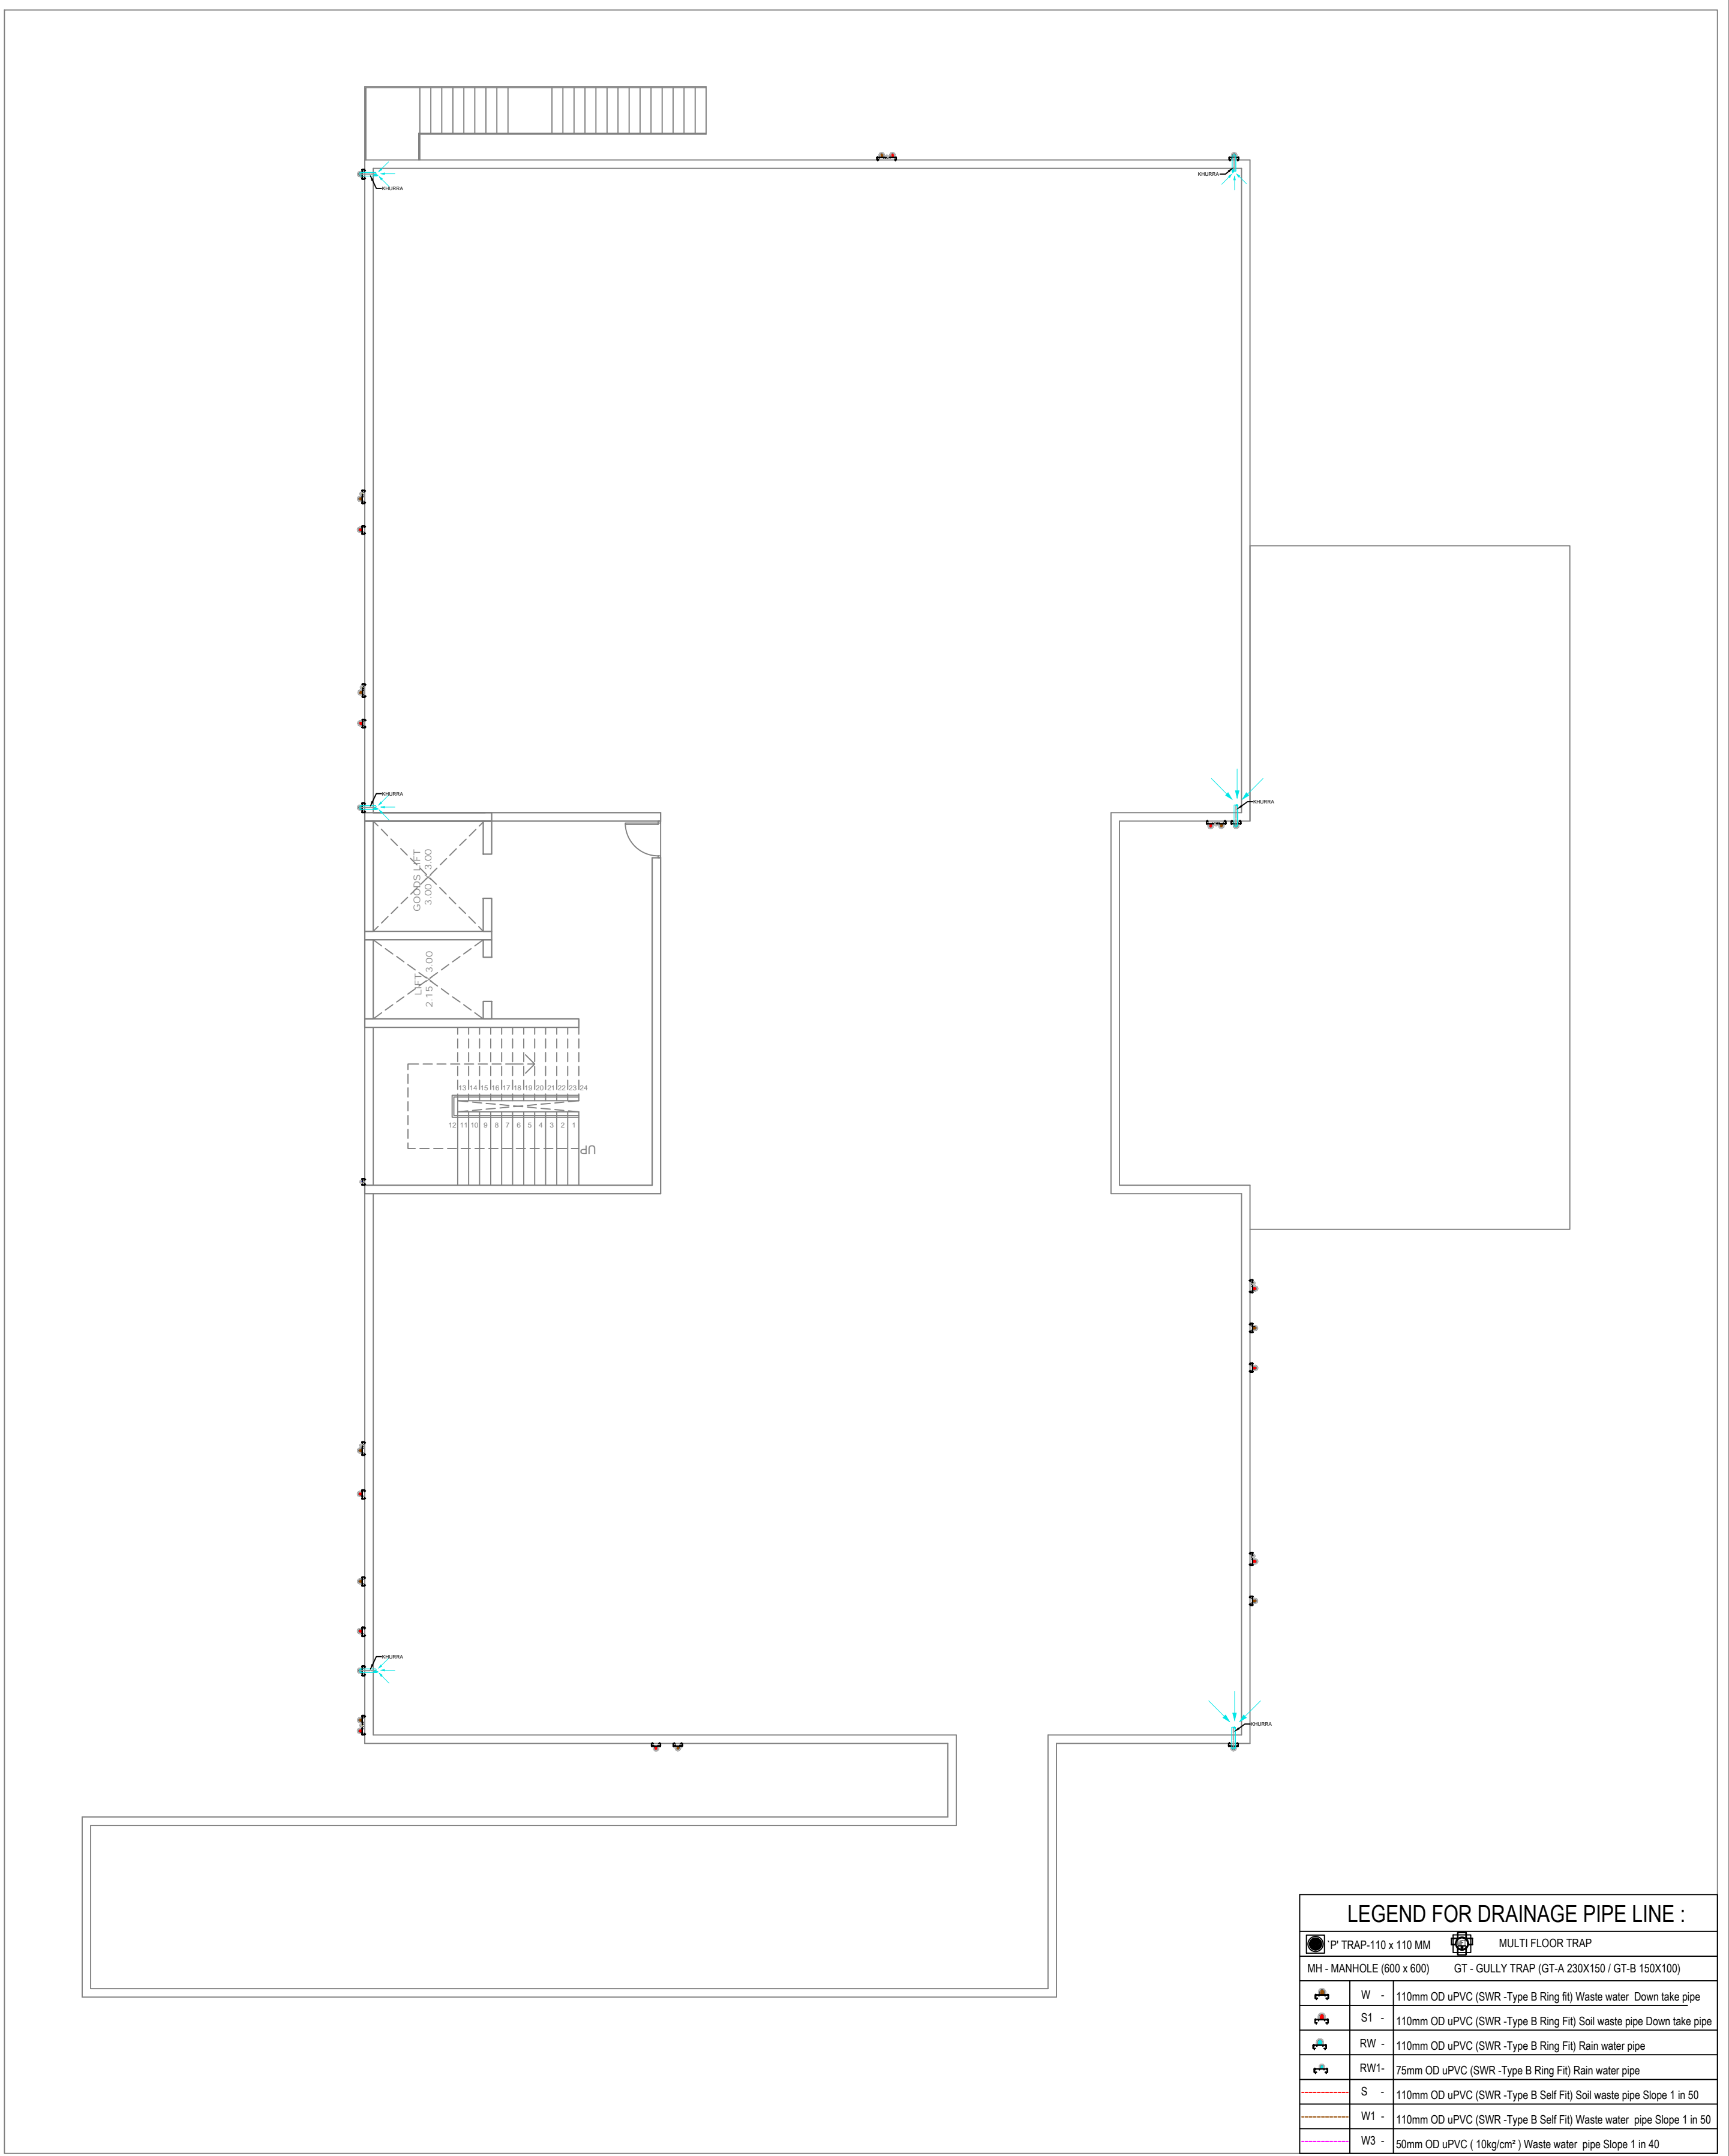 KHURRA
KHURRA
KHURRA
KHURRA
GOODS LIFT
3.00 3.00
LIFT
2.15 3.00
13 14 15 16 17 18 19 20 21 22 23 24
12 11 10 9 8 7 6 5 4 3 2 1
UP
KHURRA
KHURRA
LEGEND FOR DRAINAGE PIPE LINE :
'P' TRAP-110 x 110 MM MULTI FLOOR TRAP
MH - MANHOLE (600 x 600) GT - GULLY TRAP (GT-A 230X150 / GT-B 150X100)
W - 110mm OD uPVC (SWR -Type B Ring fit) Waste water Down take pipe
S1 - 110mm OD uPVC (SWR -Type B Ring Fit) Soil waste pipe Down take pipe
RW - 110mm OD uPVC (SWR -Type B Ring Fit) Rain water pipe
RW1- 75mm OD uPVC (SWR -Type B Ring Fit) Rain water pipe
S - 110mm OD uPVC (SWR -Type B Self Fit) Soil waste pipe Slope 1 in 50
W1 - 110mm OD uPVC (SWR -Type B Self Fit) Waste water pipe Slope 1 in 50
W3 - 50mm OD uPVC ( 10kg/cm² ) Waste water pipe Slope 1 in 40